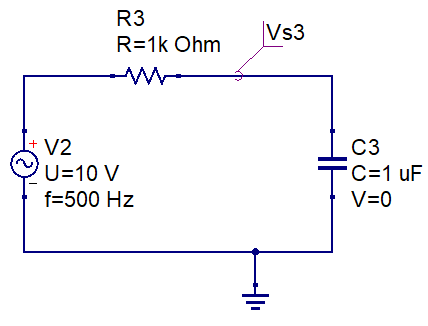 R3
R=1k Ohm
Vs3
V2
U=10 V
f=500 Hz
C3
C=1 uF
V=0